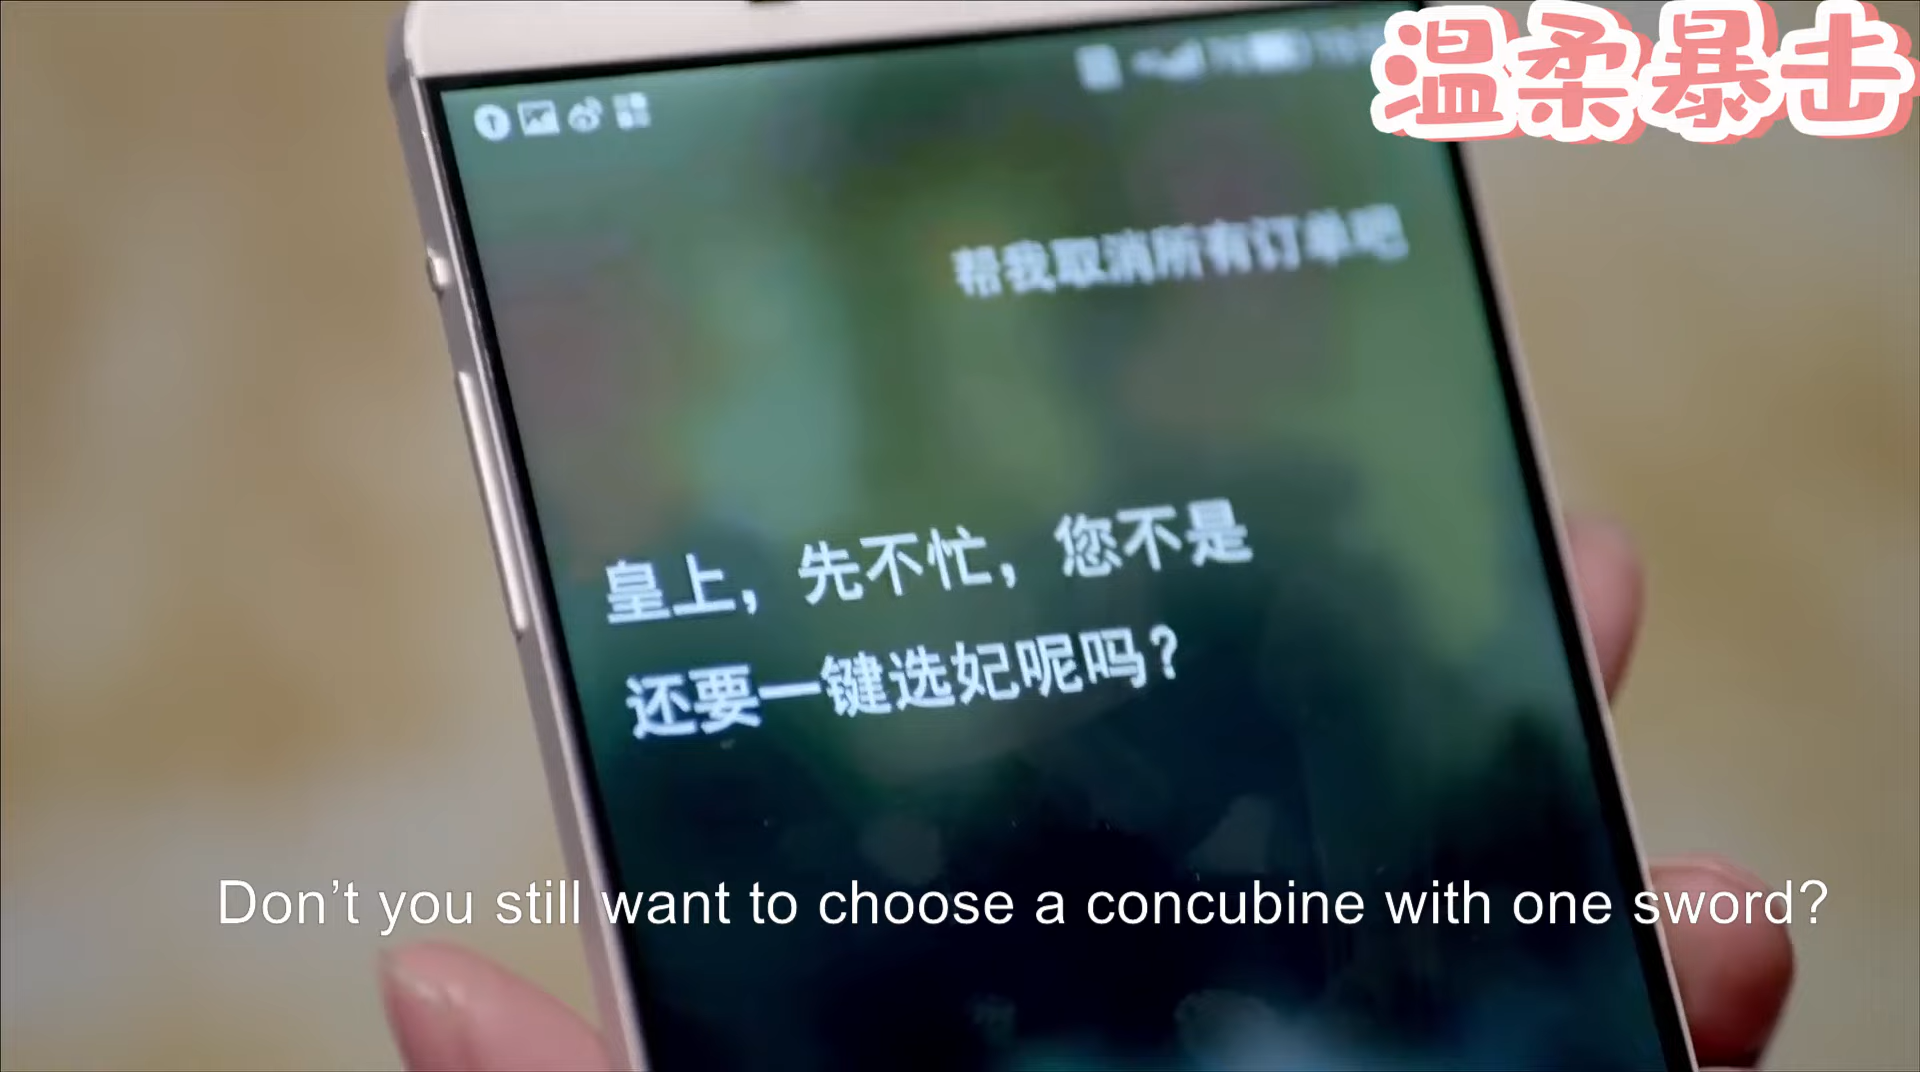 温柔暴击
帮我取消所有订单吧
皇上，先不忙，您不是
还要一键选妃呢吗？
Don’t you still want to choose a concubine with one sword?